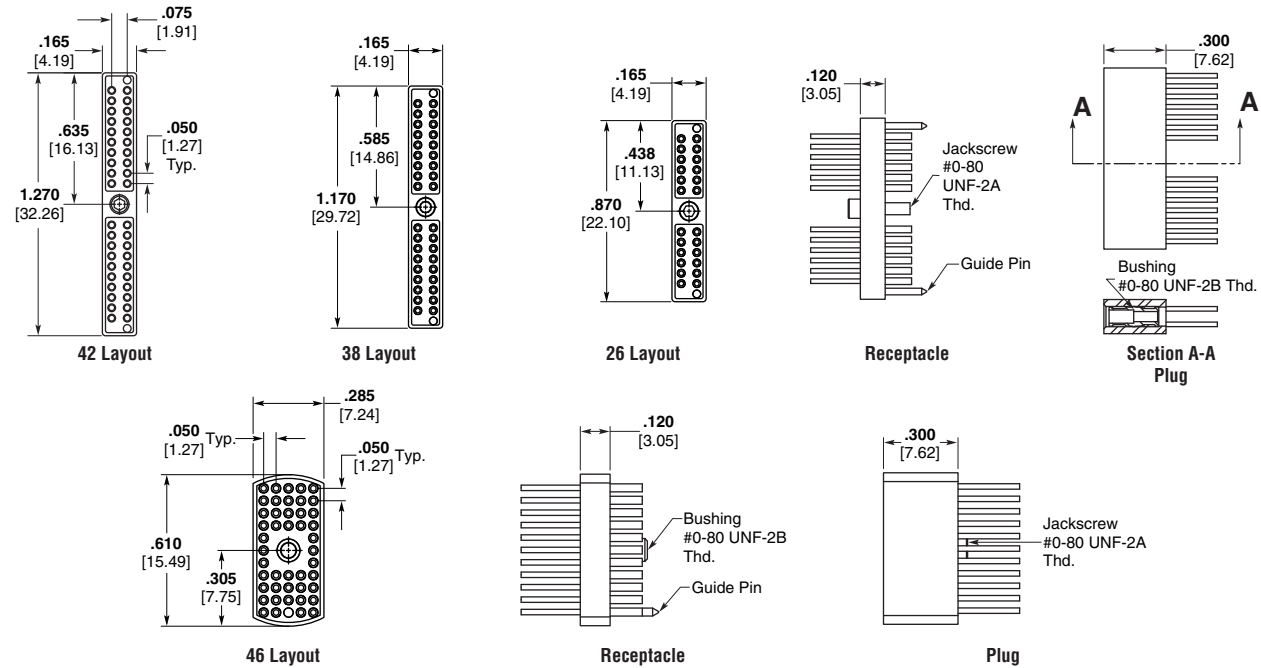 .075
[1.91]
.165
[4.19]
.635
[16.13]
.050
[1.27]
Typ.
1.270
[32.26]
42 Layout
.165
[4.19]
.585
[14.86]
1.170
[29.72]
38 Layout
.165
[4.19]
.438
[11.13]
.870
[22.10]
26 Layout
.120
[3.05]
Jackscrew
#0-80
UNF-2A
Thd.
Guide Pin
Receptacle
.300
[7.62]
A
A
Bushing
#0-80 UNF-2B Thd.
Section A-A
Plug
.285
[7.24]
.050 Typ.
[1.27]
.050 Typ.
[1.27]
.610
[15.49]
.305
[7.75]
46 Layout
.120
[3.05]
Bushing
#0-80 UNF-2B
Thd.
Guide Pin
Receptacle
.300
[7.62]
Jackscrew
#0-80 UNF-2A
Thd.
Plug